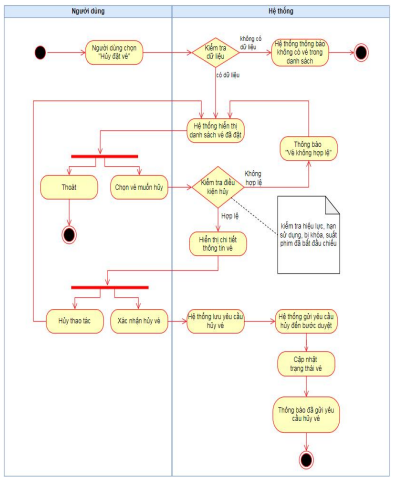 Người dùng
Hệ thống
Người dùng chọn
"Hủy đặt vé"
Kiểm tra
dữ liệu
không có
dữ liệu
Hệ thống thông báo
không có vé trong
danh sách
có dữ liệu
Hệ thống hiển thị
danh sách vé đã đặt
Thông báo
"Vé không hợp lệ"
Thoát
Chọn vé muốn hủy
Kiểm tra điều
kiện hủy
Không
hợp lệ
Hợp lệ
kiểm tra hiệu lực, hạn
sử dụng, bị khóa, suất
phim đã bắt đầu chiếu
Hiển thị chi tiết
thông tin vé
Hủy thao tác
Xác nhận hủy vé
Hệ thống lưu yêu cầu
hủy vé
Hệ thống gửi yêu cầu
hủy đến bước duyệt
Cập nhật
trạng thái vé
Thông báo đã gửi yêu
cầu hủy vé